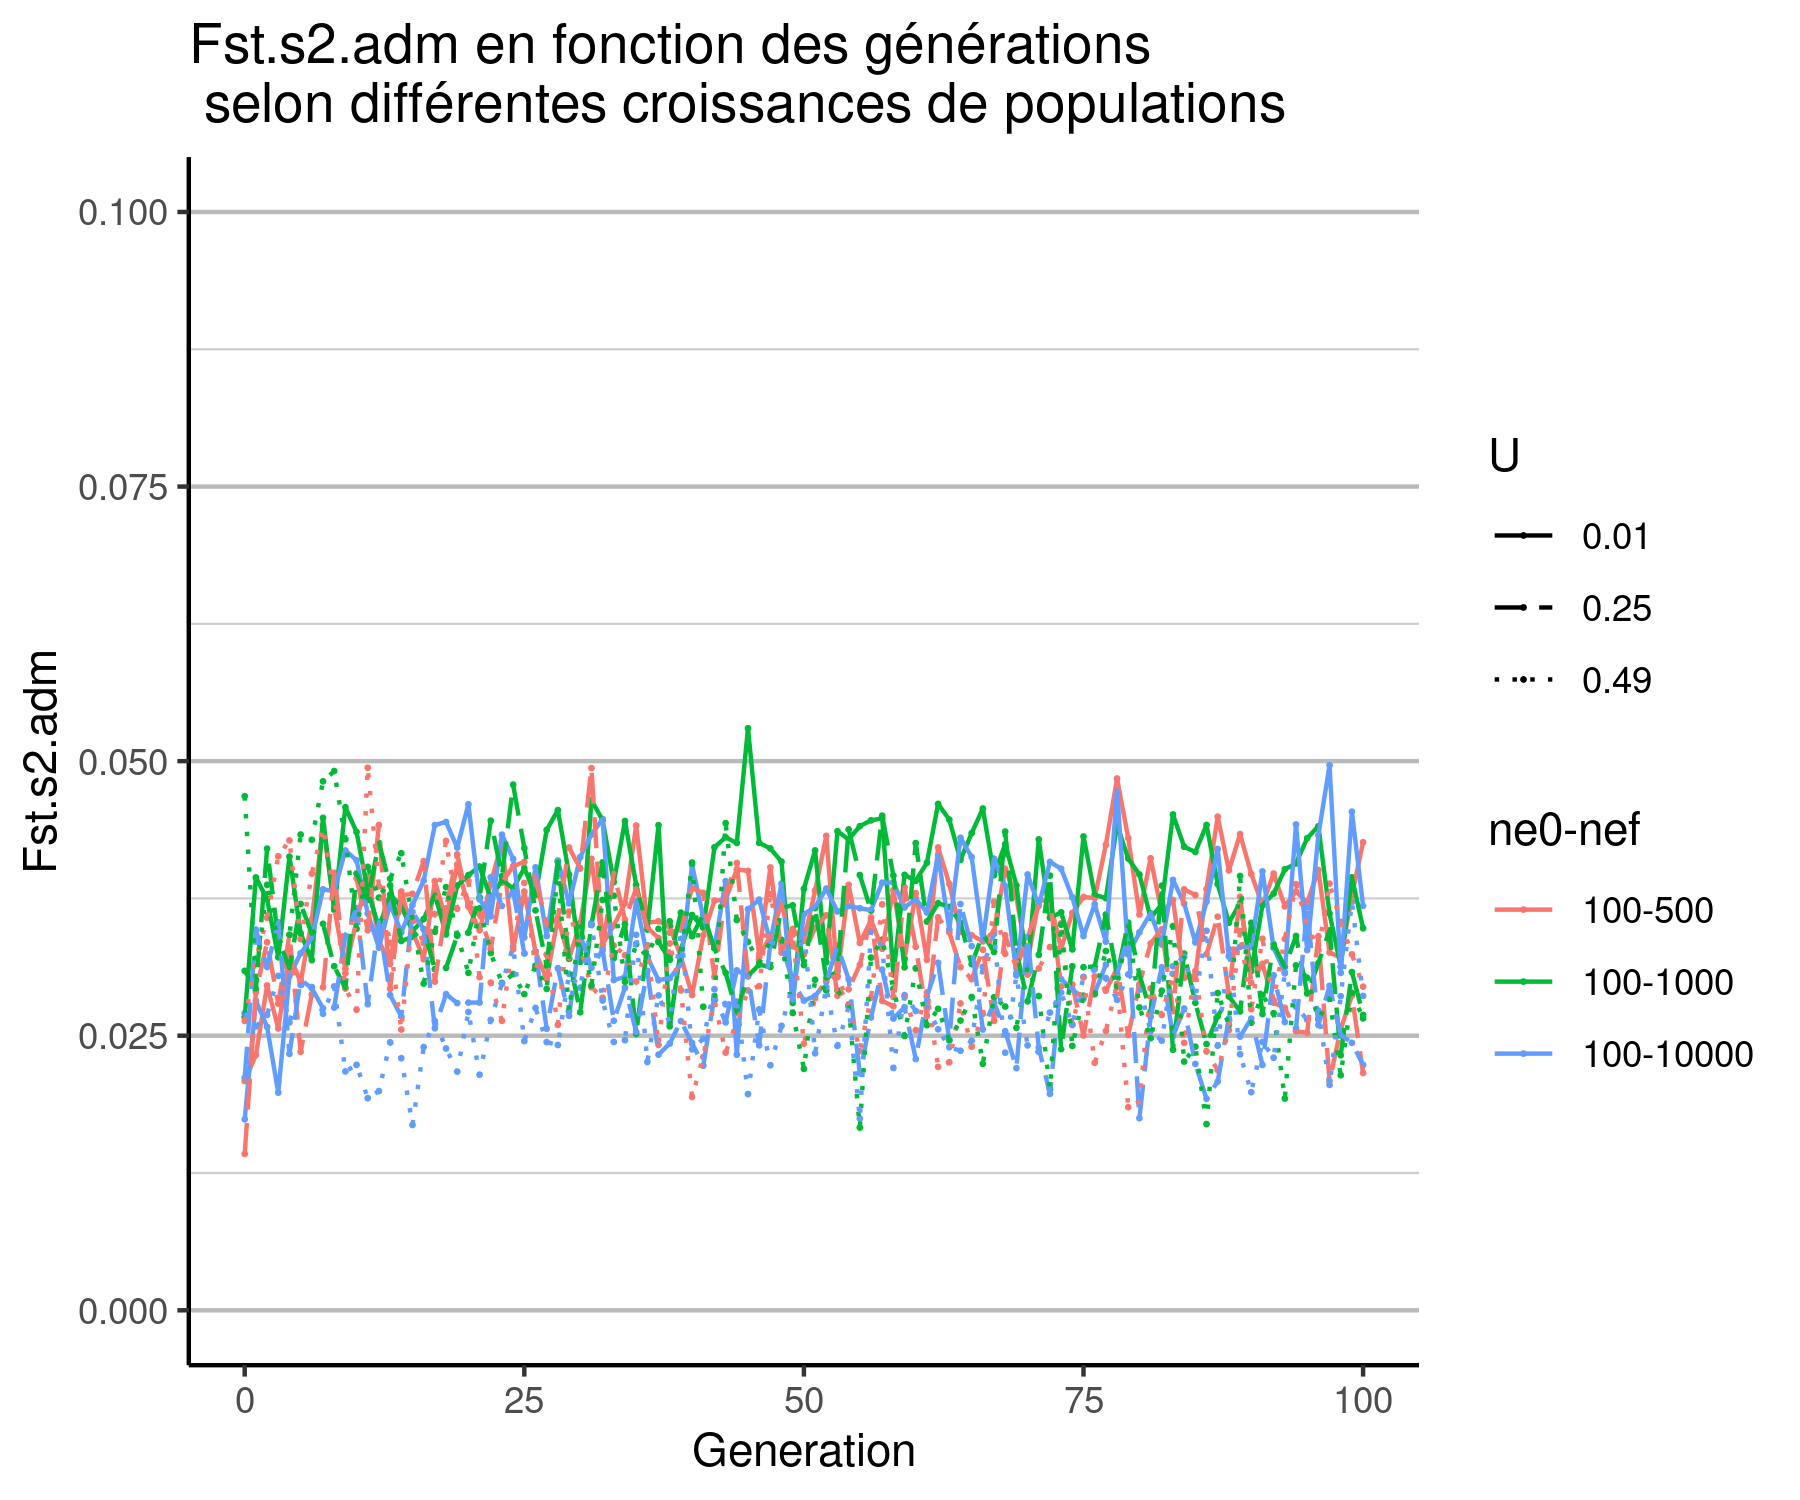 Fst.s2.adm en fonction des générations
selon différentes croissances de populations
Fst.s2.adm
0.100
0.075
0.050
0.025
0.000
0
25
50
75
100
Generation
U
0.01
0.25
0.49
ne0-nef
100-500
100-1000
100-10000